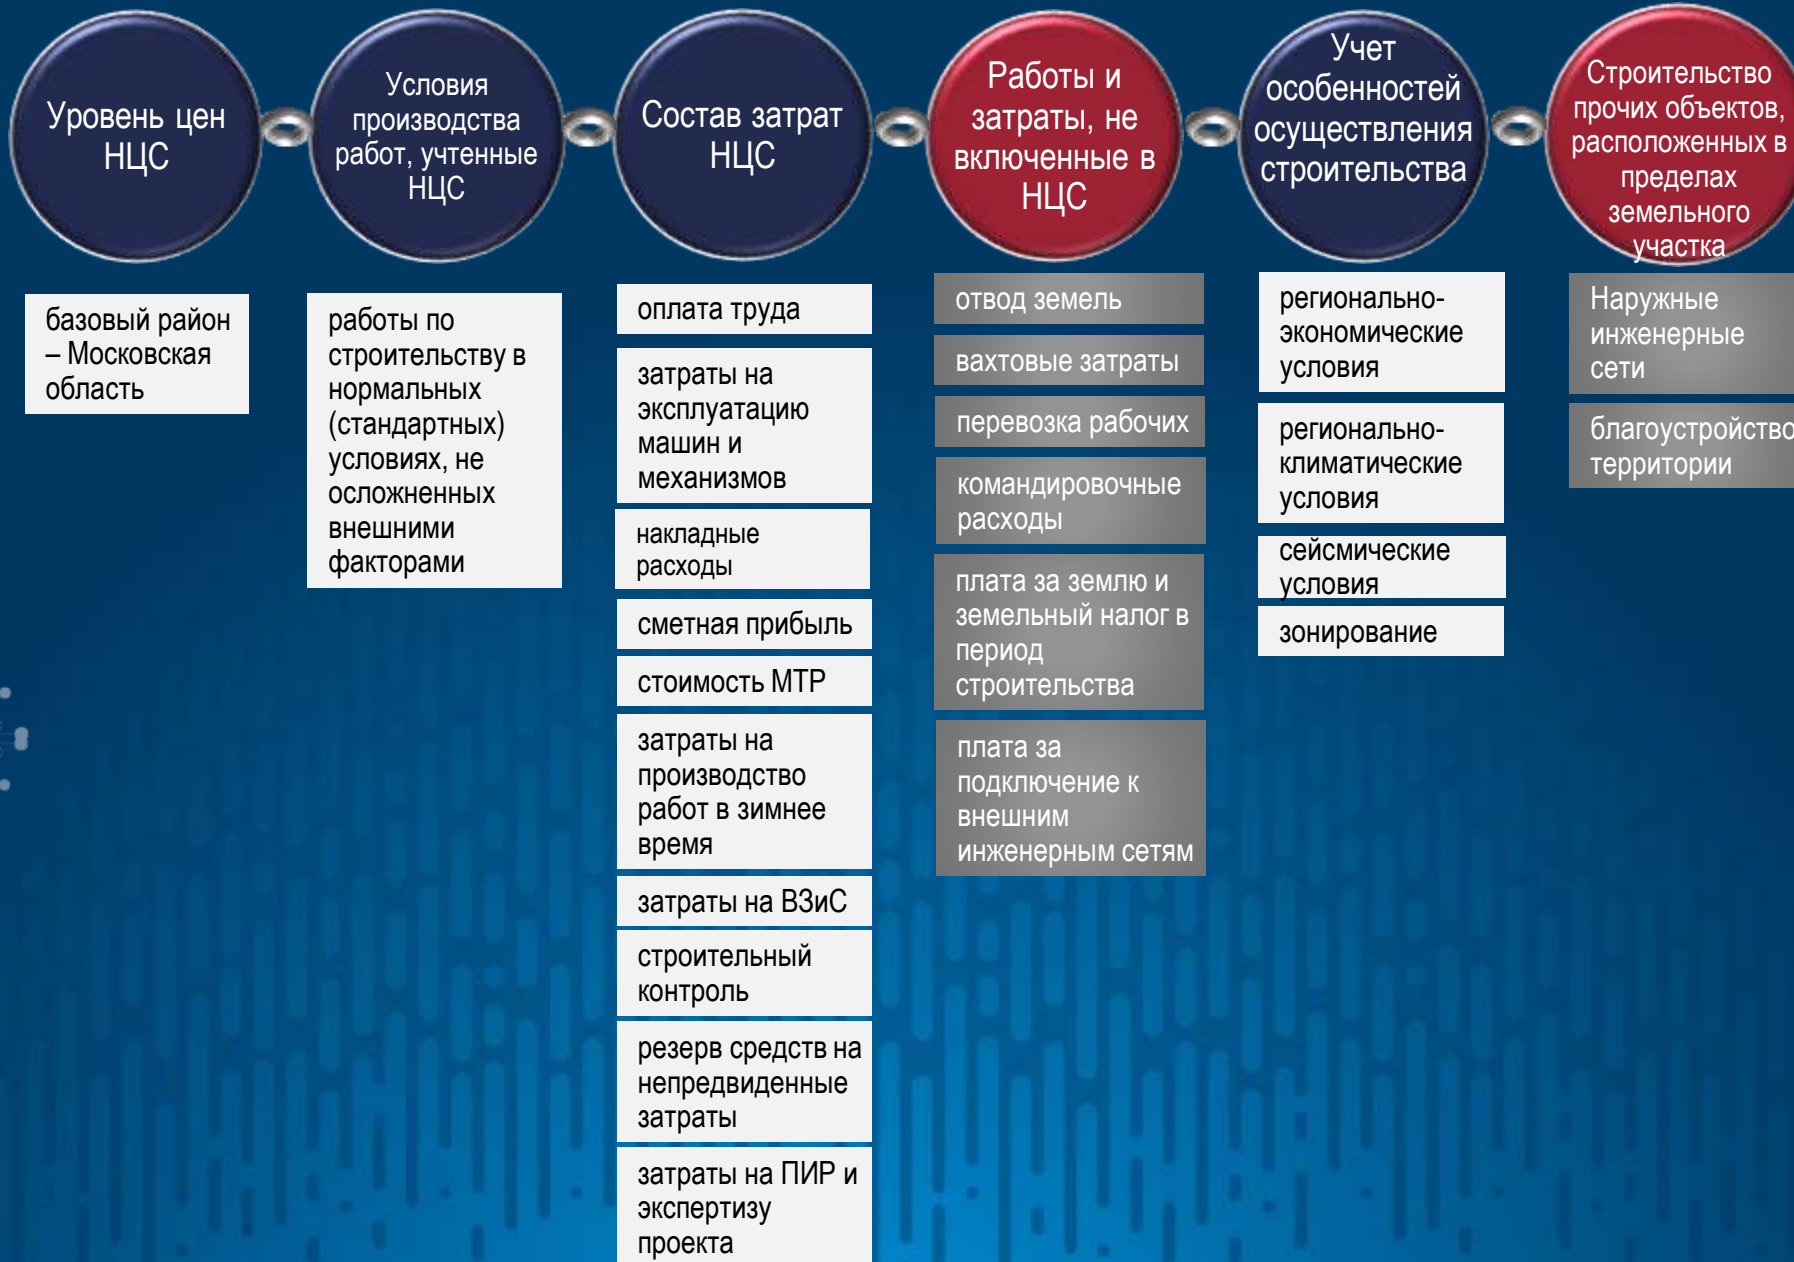 Уровень цен
НЦС
Условия
производства
работ, учтенные
НЦС
Состав затрат
НЦС
Работы и
затраты, не
включенные в
НЦС
Учет
особенностей
осуществления
строительства
Строительство
прочих объектов,
расположенных в
пределах
земельного
участка
базовый район
– Московская
область
работы по
строительству в
нормальных
(стандартных)
условиях, не
осложненных
внешними
факторами
оплата труда
затраты на
эксплуатацию
машин и
механизмов
накладные
расходы
сметная прибыль
стоимость МТР
затраты на
производство
работ в зимнее
время
затраты на ВЗиС
строительный
контроль
резерв средств на
непредвиденные
затраты
затраты на ПИР и
экспертизу
проекта
отвод земель
вахтовые затраты
перевозка рабочих
командировочные
расходы
плата за землю и
земельный налог в
период
строительства
плата за
подключение к
внешним
инженерным сетям
регионально-
экономические
условия
регионально-
климатические
условия
сейсмические
условия
зонирование
Наружные
инженерные
сети
благоустройство
территории